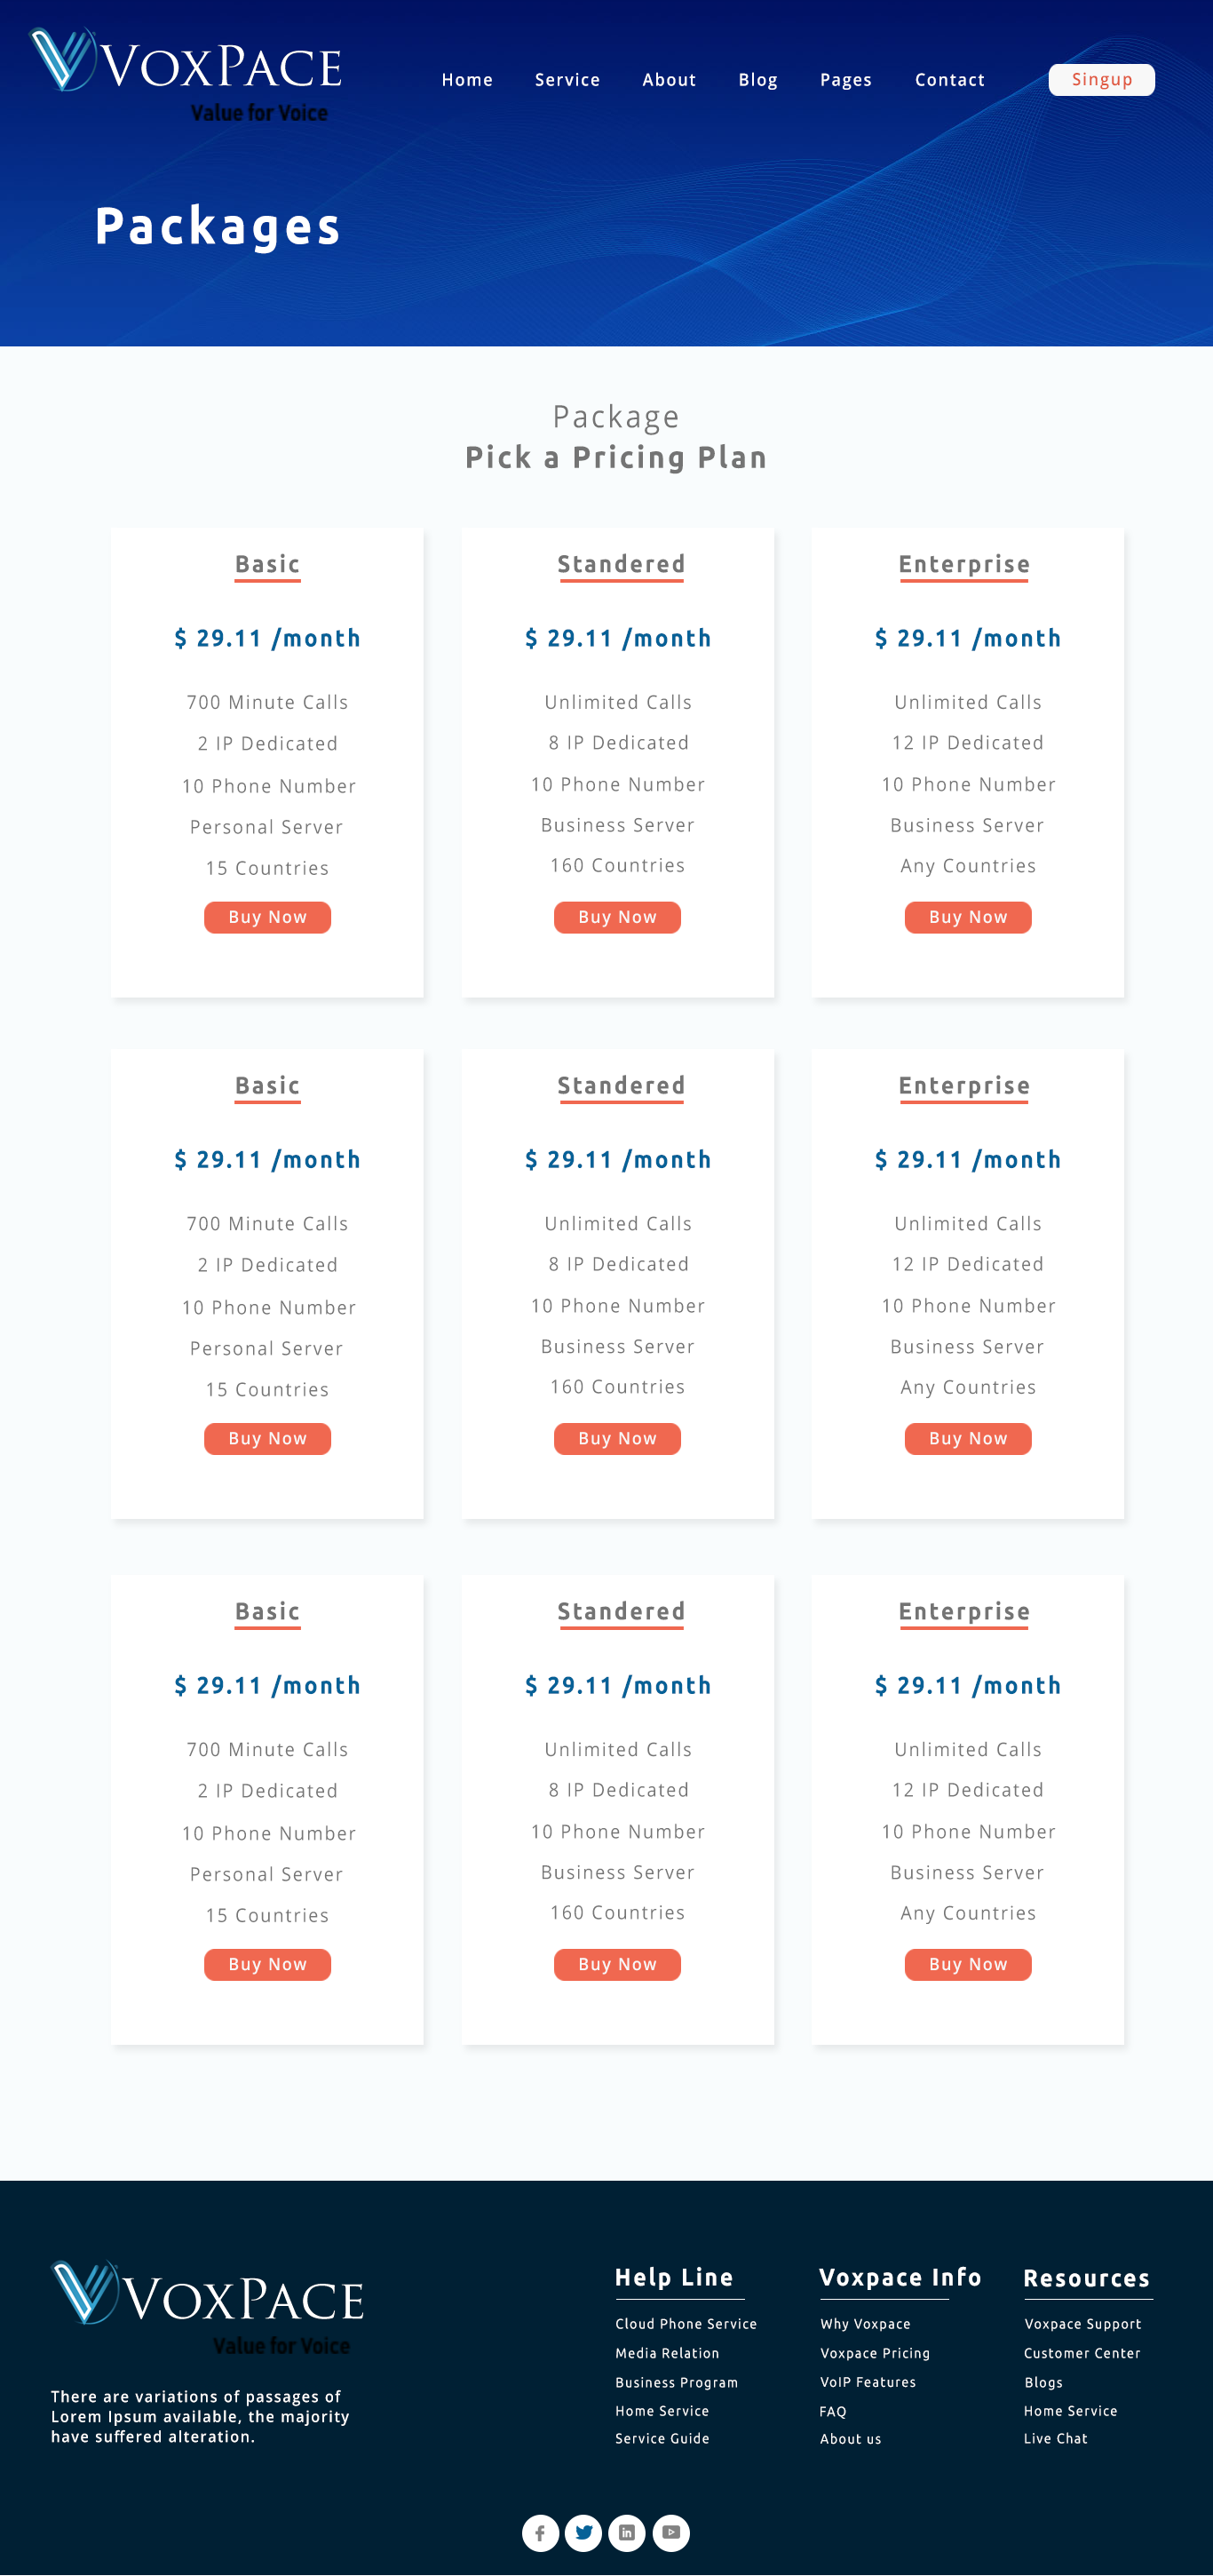 VOXPACE
Value for Voice
Home Service About Blog Pages Contact Singup
Packages
Package
Pick a Pricing Plan
Basic
$ 29.11 /month
700 Minute Calls
2 IP Dedicated
10 Phone Number
Personal Server
15 Countries
Buy Now
Standered
$ 29.11 /month
Unlimited Calls
8 IP Dedicated
10 Phone Number
Business Server
160 Countries
Buy Now
Enterprise
$ 29.11 /month
Unlimited Calls
12 IP Dedicated
10 Phone Number
Business Server
Any Countries
Buy Now
Basic
$ 29.11 /month
700 Minute Calls
2 IP Dedicated
10 Phone Number
Personal Server
15 Countries
Buy Now
Standered
$ 29.11 /month
Unlimited Calls
8 IP Dedicated
10 Phone Number
Business Server
160 Countries
Buy Now
Enterprise
$ 29.11 /month
Unlimited Calls
12 IP Dedicated
10 Phone Number
Business Server
Any Countries
Buy Now
Basic
$ 29.11 /month
700 Minute Calls
2 IP Dedicated
10 Phone Number
Personal Server
15 Countries
Buy Now
Standered
$ 29.11 /month
Unlimited Calls
8 IP Dedicated
10 Phone Number
Business Server
160 Countries
Buy Now
Enterprise
$ 29.11 /month
Unlimited Calls
12 IP Dedicated
10 Phone Number
Business Server
Any Countries
Buy Now
VOXPACE
Value for Voice
There are variations of passages of
Lorem Ipsum available, the majority
have suffered alteration.
Help Line
Cloud Phone Service
Media Relation
Business Program
Home Service
Service Guide
Voxpace Info
Why Voxpace
Voxpace Pricing
VoIP Features
FAQ
About us
Resources
Voxpace Support
Customer Center
Blogs
Home Service
Live Chat